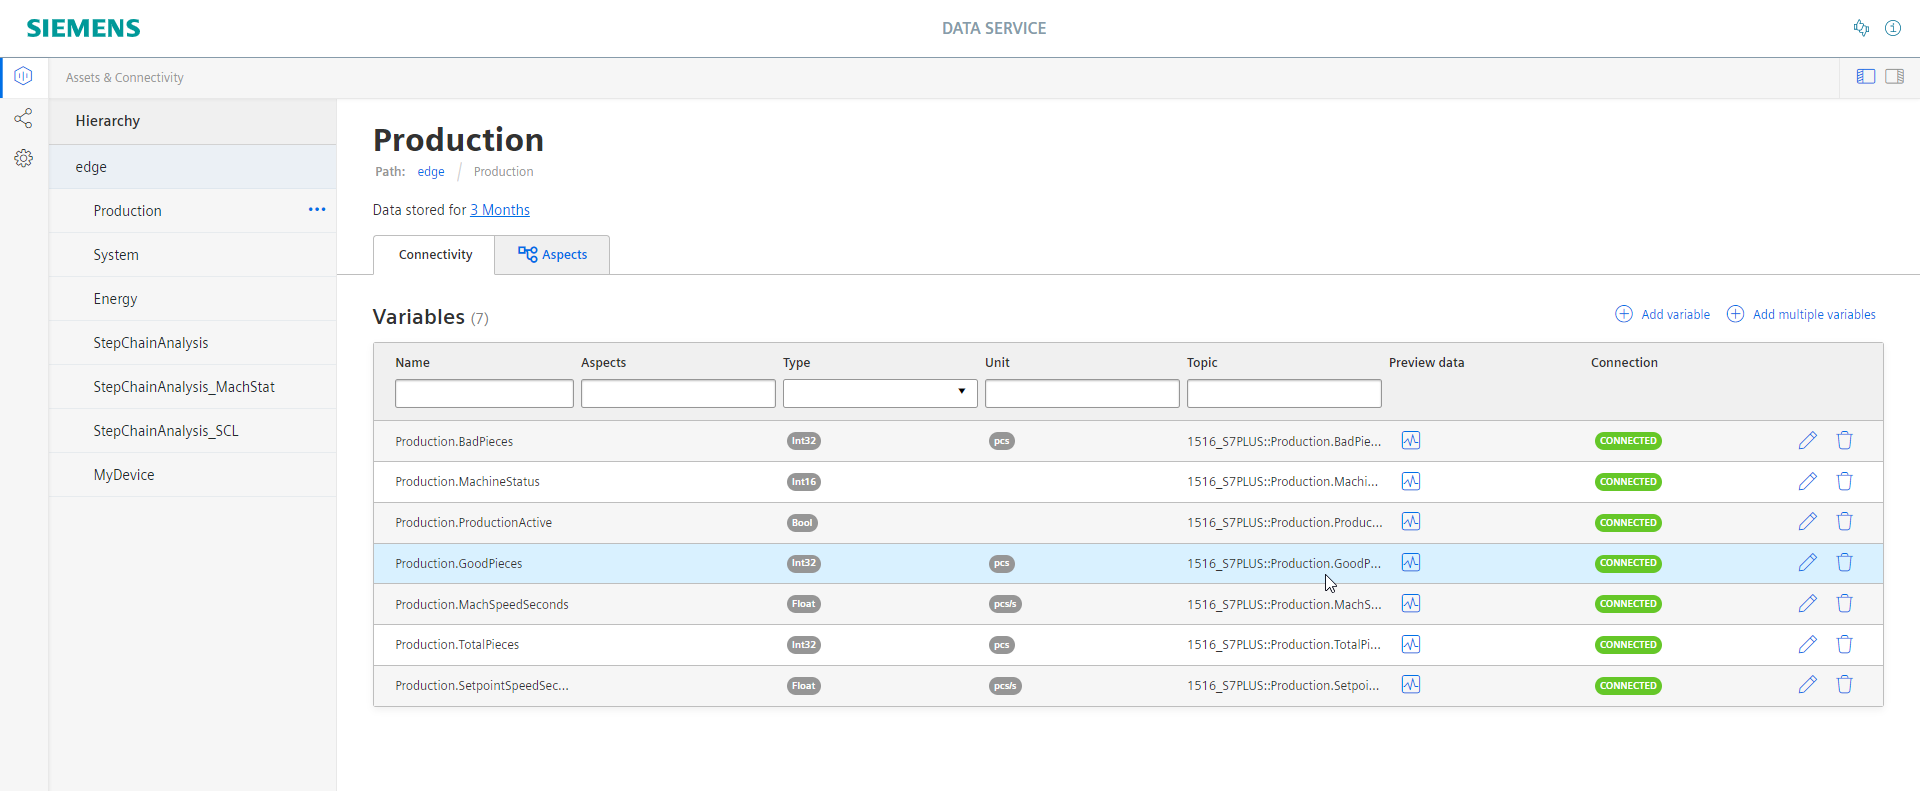 SIEMENS
DATA SERVICE
Assets & Connectivity
Hierarchy
edge
Production
System
Energy
StepChainAnalysis
StepChainAnalysis_MachStat
StepChainAnalysis_SCL
MyDevice
Production
Path: edge / Production
Data stored for 3 Months
Connectivity Aspects
Variables (7)
Add variable Add multiple variables
Name Aspects Type Unit Topic Preview data Connection
Production.BadPieces Int32 pcs 1516_S7PLUS::Production.BadPie... CONNECTED
Production.MachineStatus Int16 1516_S7PLUS::Production.Machi... CONNECTED
Production.ProductionActive Bool 1516_S7PLUS::Production.Produc... CONNECTED
Production.GoodPieces Int32 pcs 1516_S7PLUS::Production.GoodP... CONNECTED
Production.MachSpeedSeconds Float pcs/s 1516_S7PLUS::Production.MachS... CONNECTED
Production.TotalPieces Int32 pcs 1516_S7PLUS::Production.TotalPi... CONNECTED
Production.SetpointSpeedSec... Float pcs/s 1516_S7PLUS::Production.Setpoi... CONNECTED